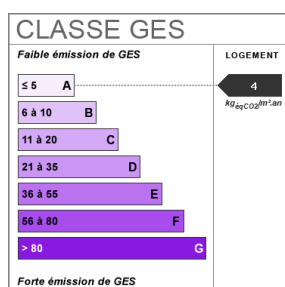 CLASSE GES
Faible émission de GES
LOGEMENT
≤ 5 A
4
kgéqCO2/m².an
6 à 10 B
11 à 20 C
21 à 35 D
36 à 55 E
56 à 80 F
> 80 G
Forte émission de GES